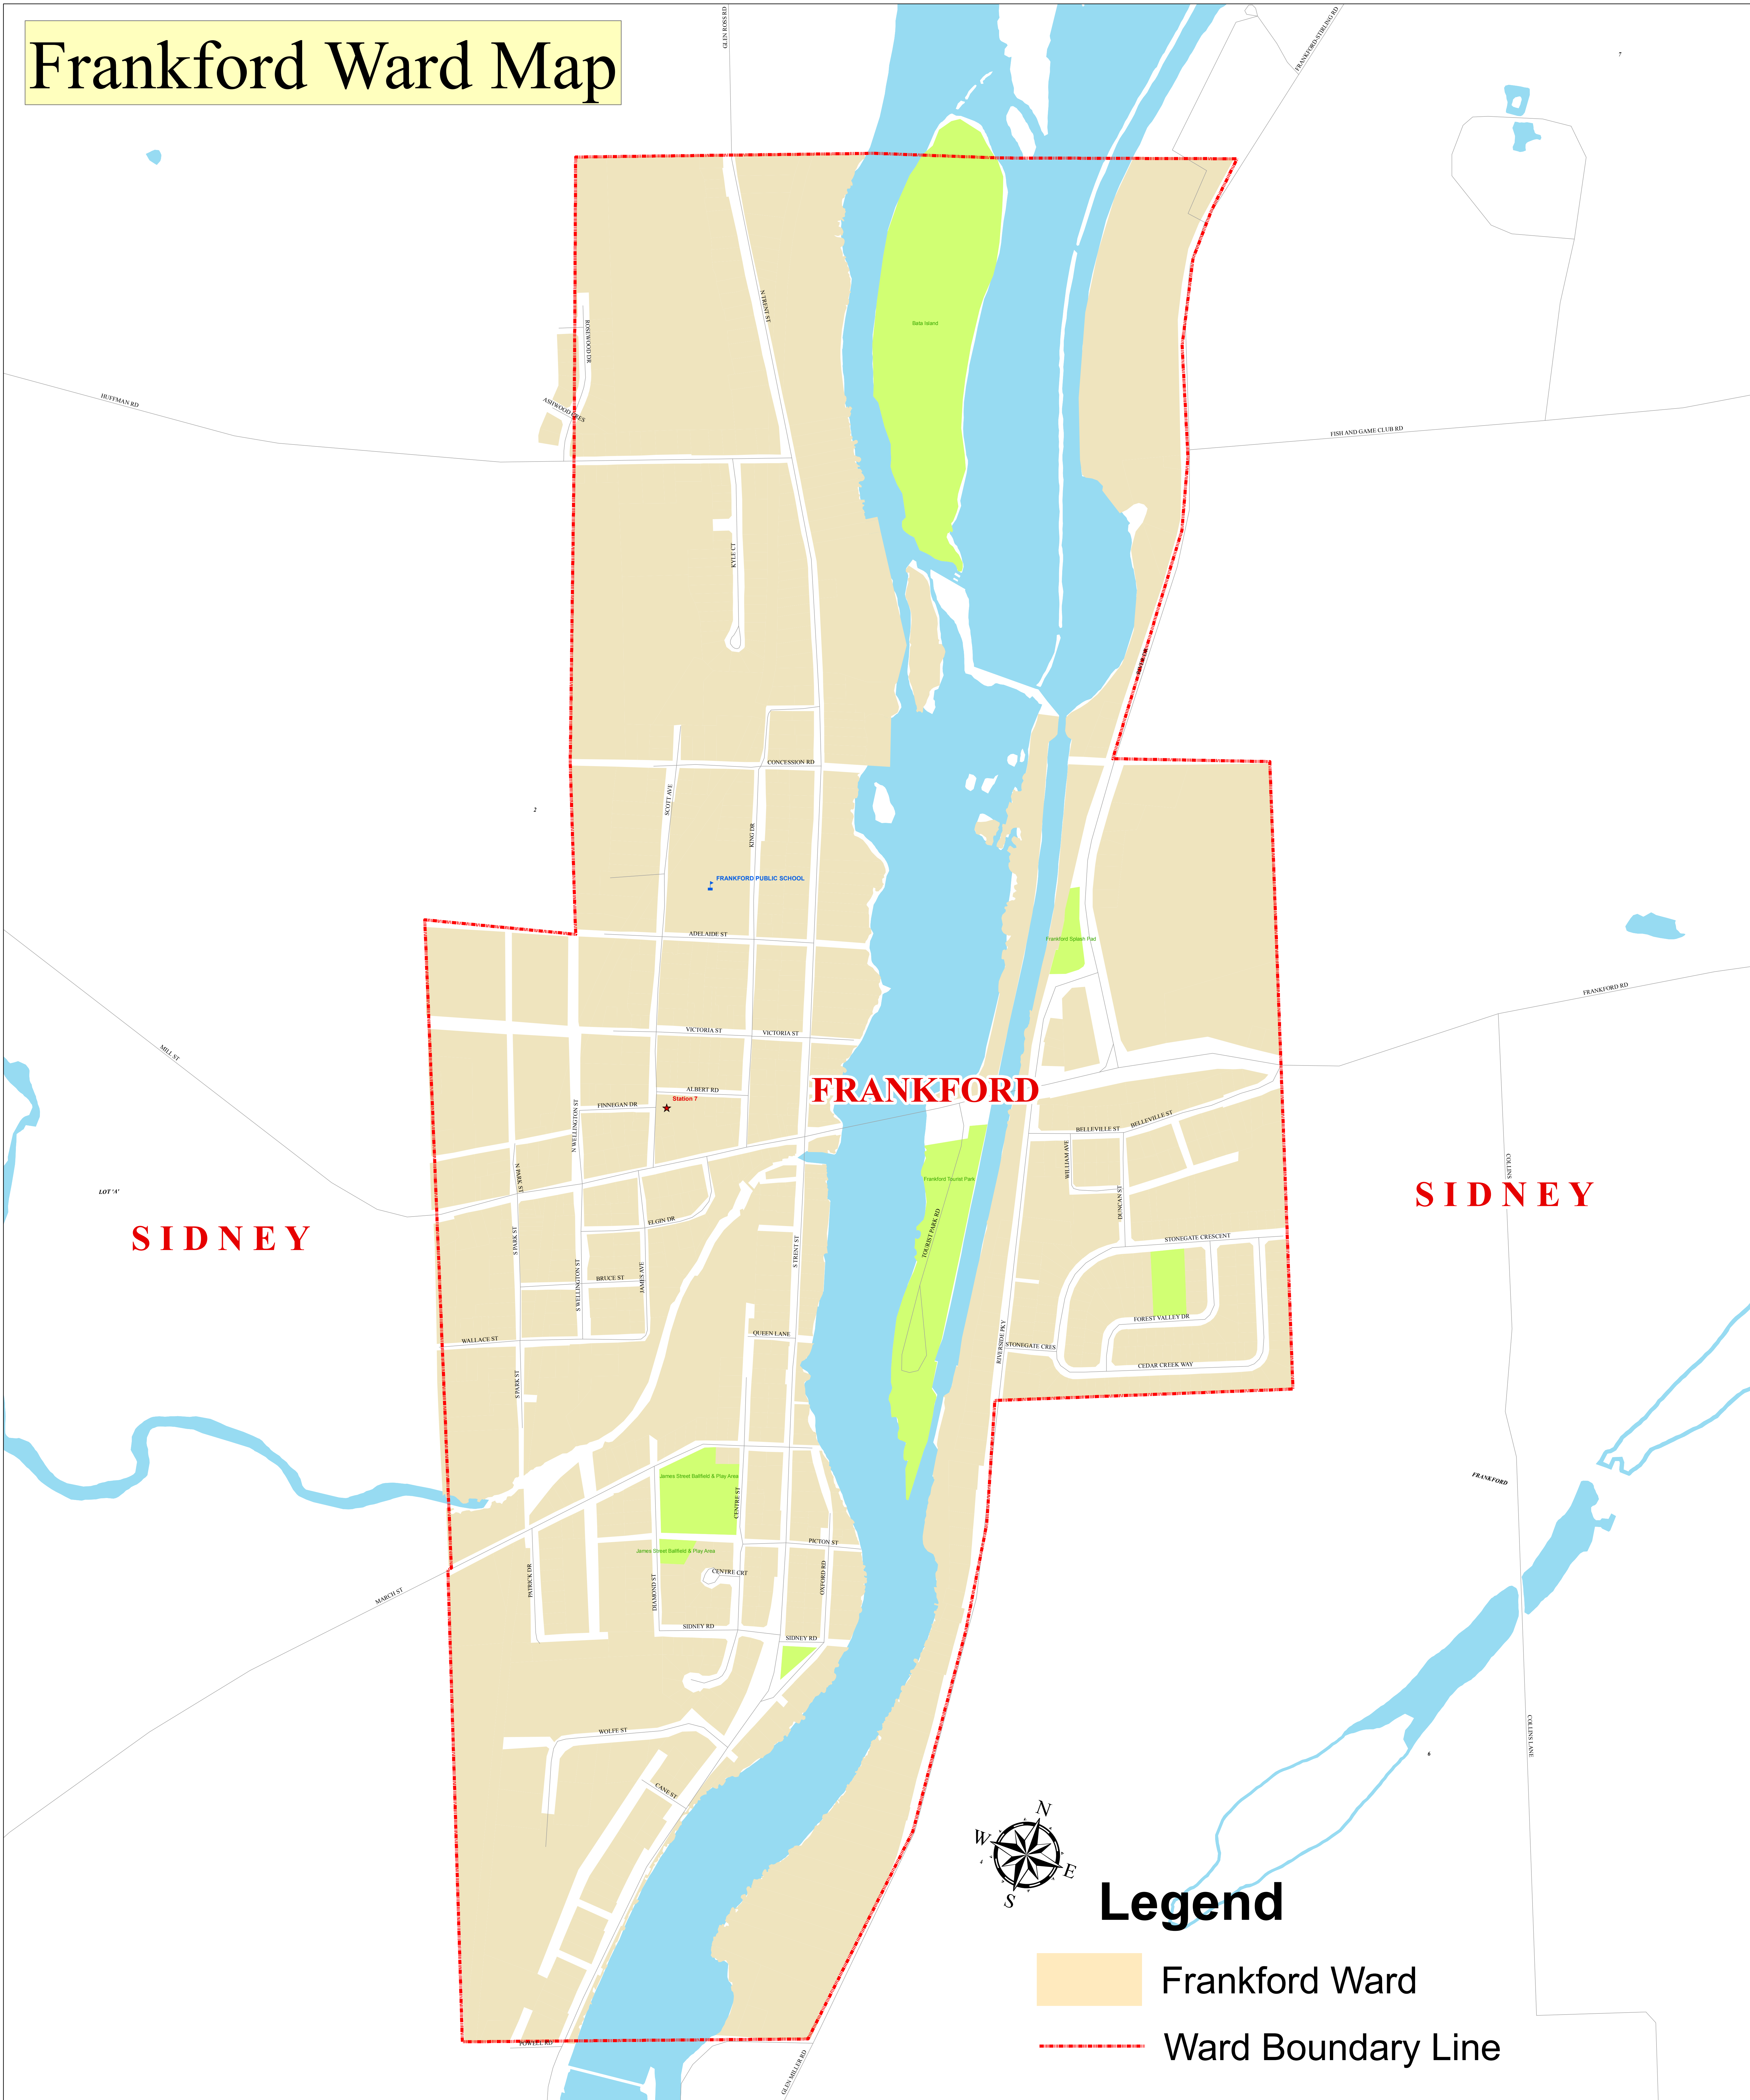 Frankford Ward Map
GLEN ROSS RD
FRANKFORD-STIRLING RD
7
N TRENT ST
Bata Island
ROSEWOOD DR
ASHWOOD CRES
HUFFMAN RD
FISH AND GAME CLUB RD
KYLE CT
CONCESSION RD
SCOTT AVE
2
KING DR
FRANKFORD PUBLIC SCHOOL
ADELAIDE ST
Frankford Splash Pad
FRANKFORD RD
VICTORIA ST
VICTORIA ST
MILL ST
ALBERT RD
Station 7
FINNEGAN DR
FRANKFORD
N WELLINGTON ST
BELLEVILLE ST
BELLEVILLE ST
WILLIAM AVE
N PARK ST
Frankford Tourist Park
COLLINS
LOT 'A'
DUNCAN ST
SIDNEY
SIDNEY
ELGIN DR
TOURIST PARK RD
S PARK ST
S TRENT ST
STONEGATE CRESCENT
S WELLINGTON ST
BRUCE ST
JAMES AVE
FOREST VALLEY DR
QUEEN LANE
WALLACE ST
RIVERSIDE PKY
STONEGATE CRES
CEDAR CREEK WAY
S PARK ST
James Street Ballfield & Play Area
FRANKFORD
CENTRE ST
PICTON ST
James Street Ballfield & Play Area
CENTRE CRT
PATRICK DR
DIAMOND ST
OXFORD RD
MARCH ST
SIDNEY RD
SIDNEY RD
WOLFE ST
COLLINS LANE
6
CANE ST
N
W
E
S
Legend
Frankford Ward
Ward Boundary Line
GLEN MILLER RD